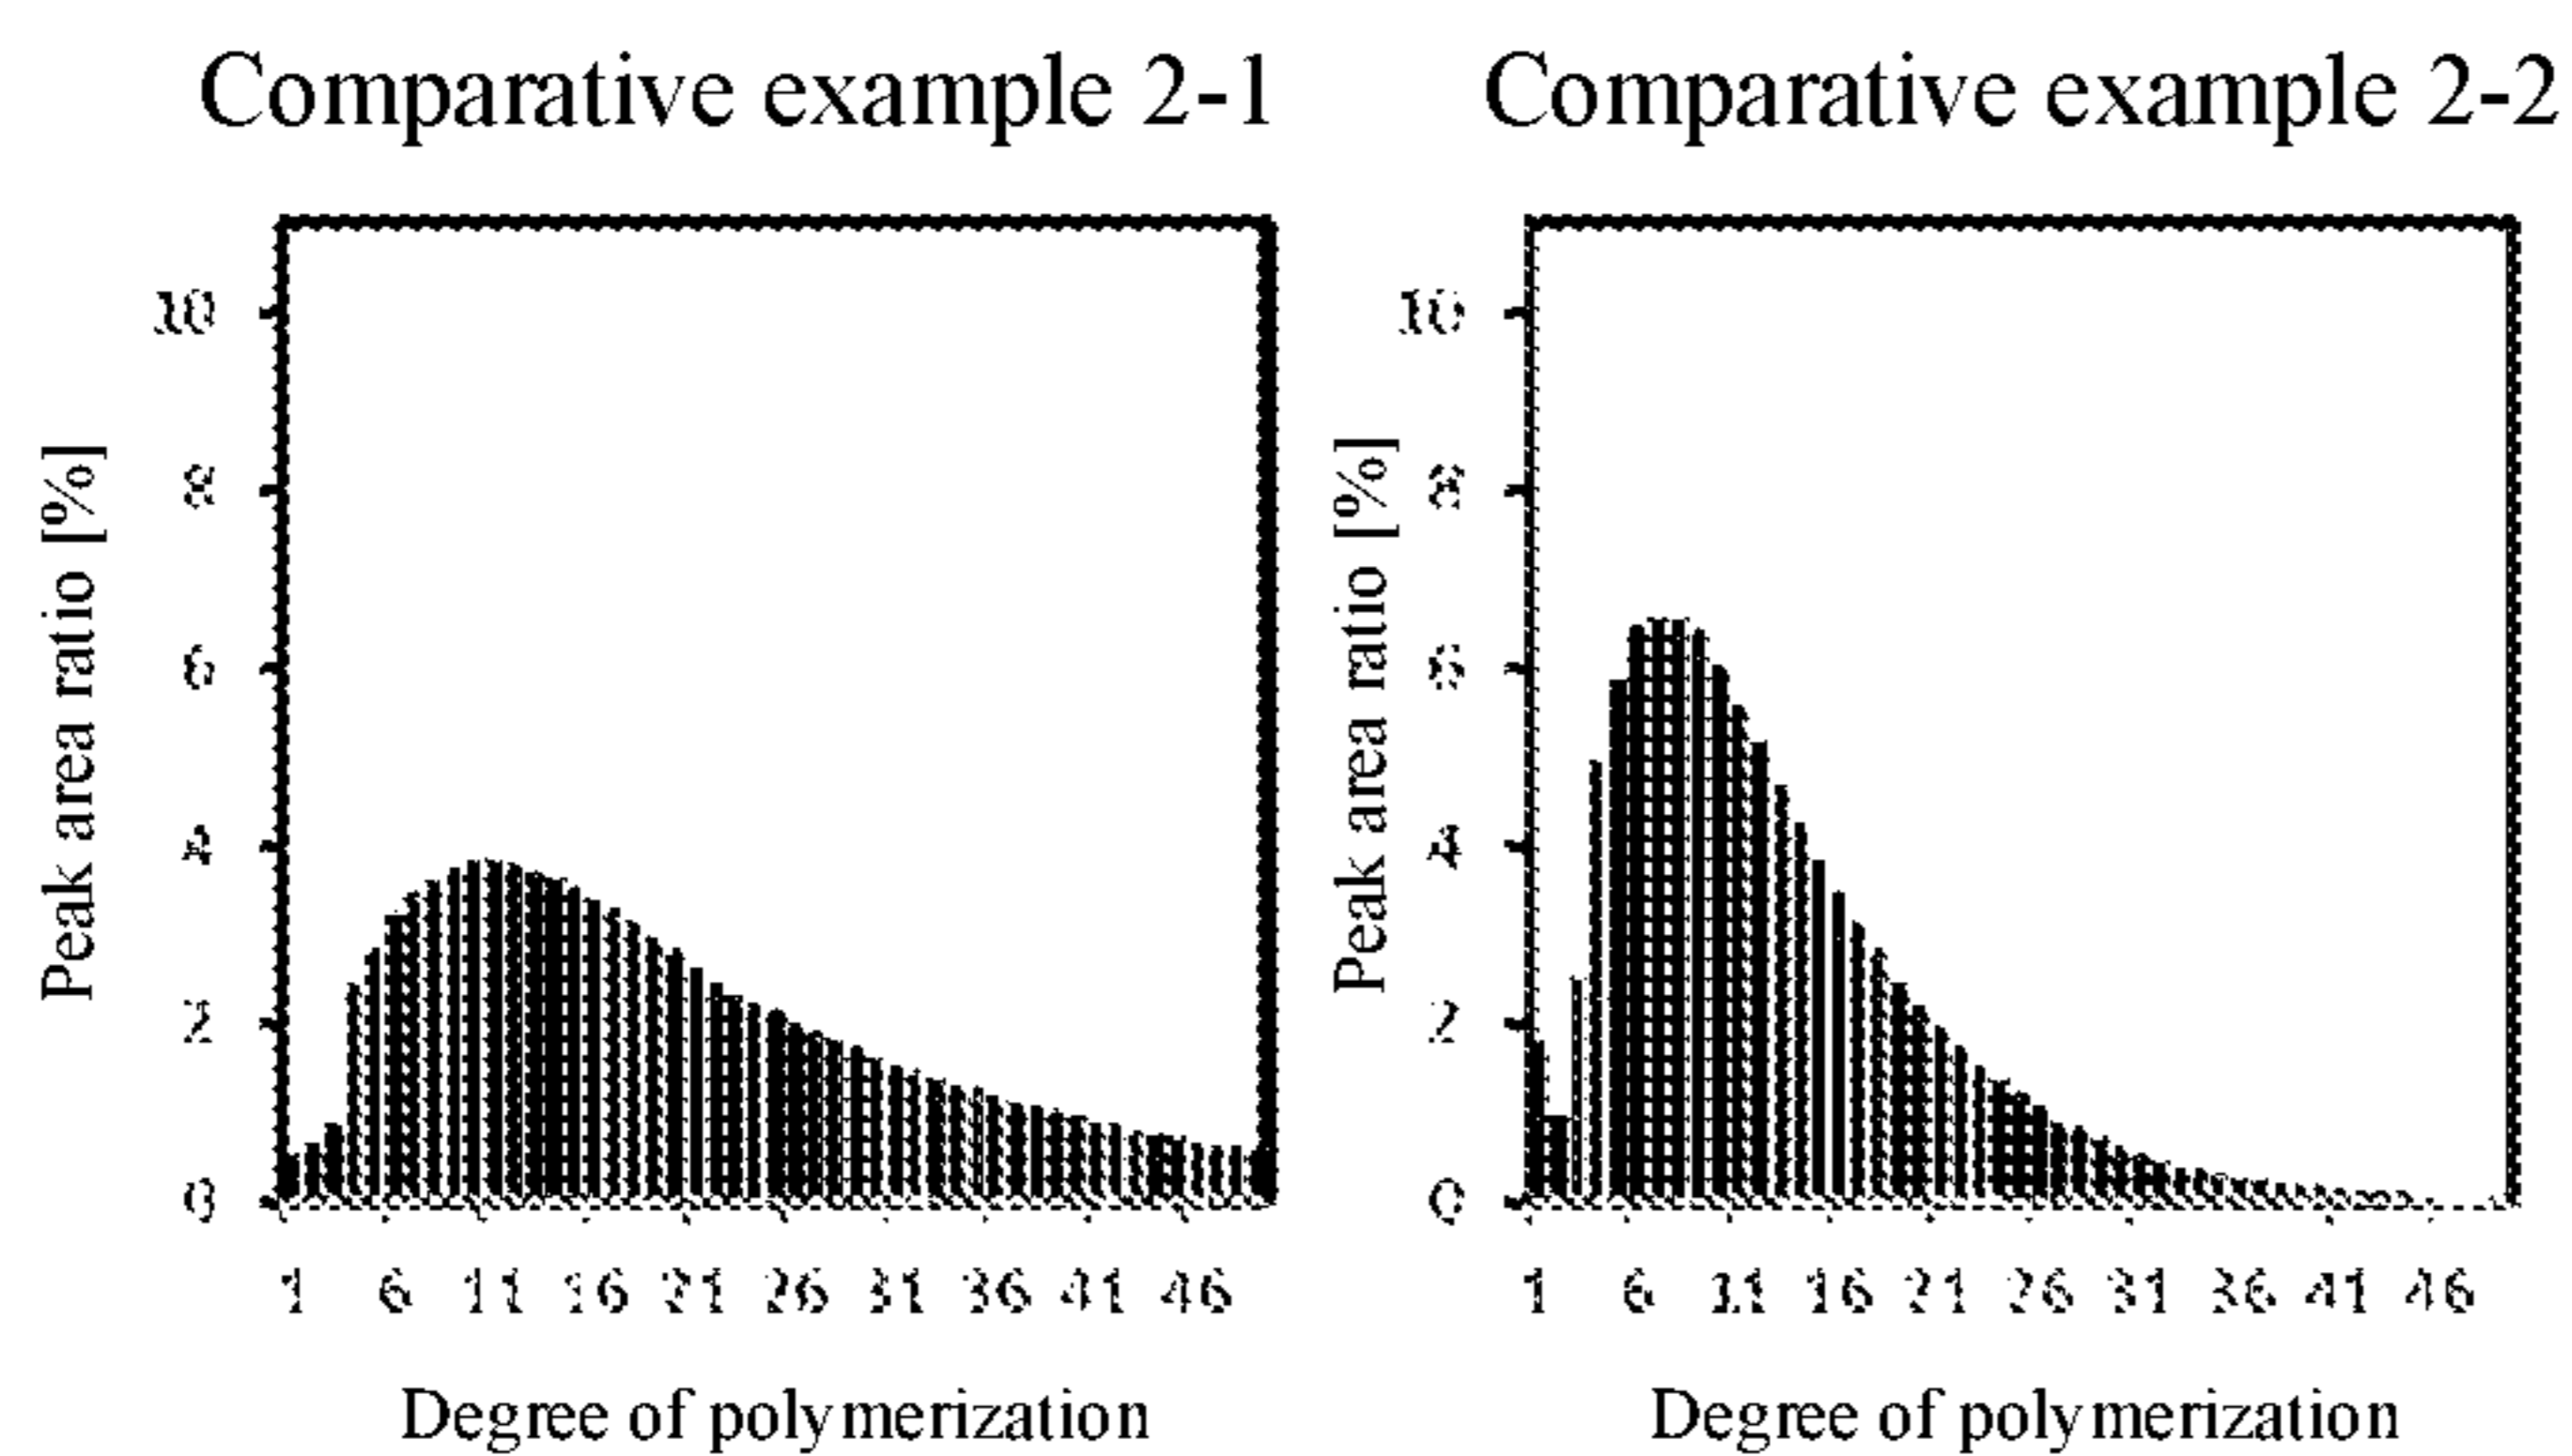 Comparative example 2-1
Comparative example 2-2
Peak area ratio [%]
10
8
6
4
2
0
1 6 11 16 21 26 31 36 41 46
Degree of polymerization
Peak area ratio [%]
10
8
6
4
2
0
1 6 11 16 21 26 31 36 41 46
Degree of polymerization